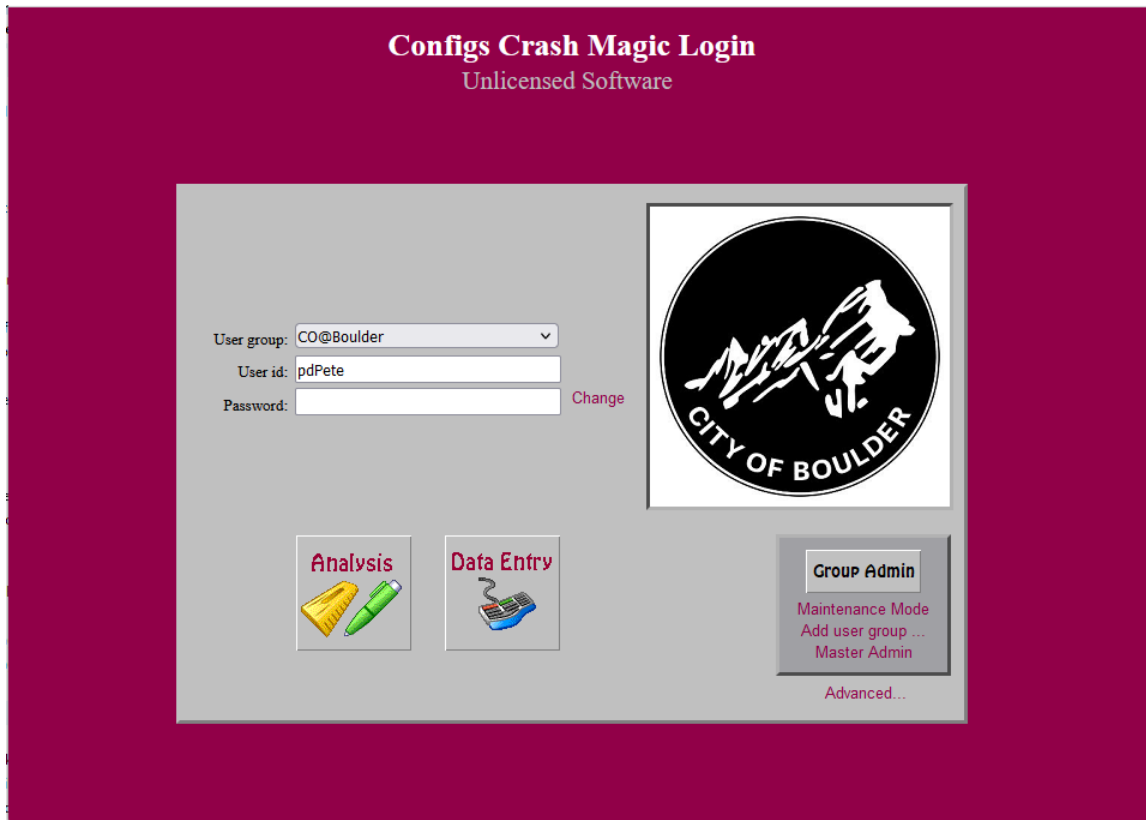 Configs Crash Magic Login
Unlicensed Software
User group: CO@Boulder
User id: pdPete
Password: Change
CITY OF BOULDER
Analysis
Data Entry
Group Admin
Maintenance Mode
Add user group ...
Master Admin
Advanced...